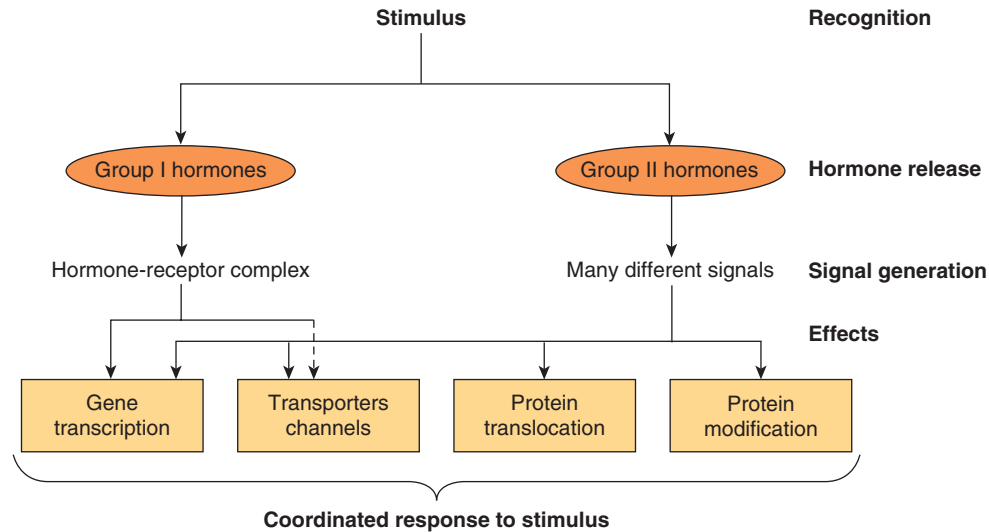 Stimulus
Recognition
Group I hormones
Group II hormones
Hormone release
Hormone-receptor complex
Many different signals
Signal generation
Effects
Gene
transcription
Transporters
channels
Protein
translocation
Protein
modification
Coordinated response to stimulus